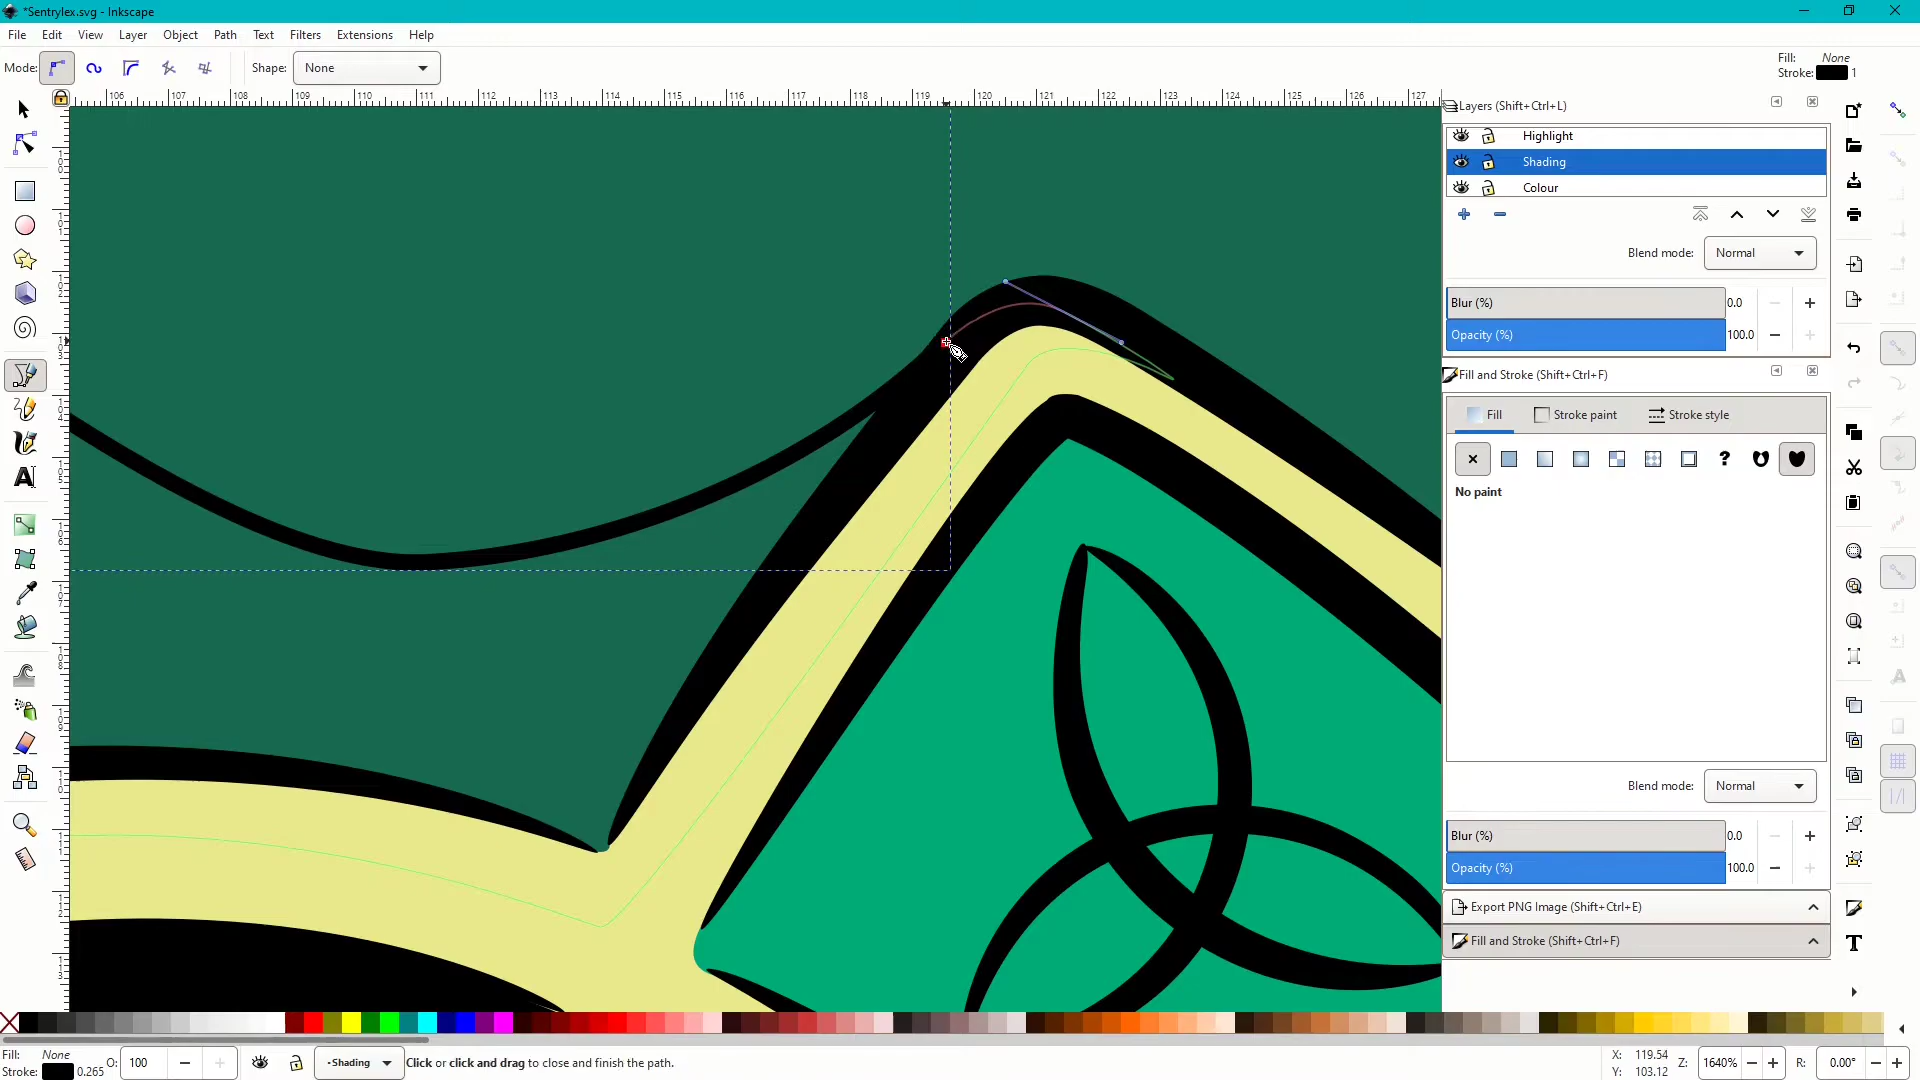 *Sentrylex.svg - Inkscape
File Edit View Layer Object Path Text Filters Extensions Help
Mode: Shape: None
Fill: None
Stroke: 1
106 107 108 109 110 111 112 113 114 115 116 117 118 119 120 121 122 123 124 125 126 127
Layers (Shift+Ctrl+L)
Highlight
Shading
Colour
Blend mode: Normal
Blur (%) 0.0
Opacity (%) 100.0
Fill and Stroke (Shift+Ctrl+F)
Fill Stroke paint Stroke style
No paint
Blend mode: Normal
Blur (%) 0.0
Opacity (%) 100.0
Export PNG Image (Shift+Ctrl+E)
Fill and Stroke (Shift+Ctrl+F)
Fill: None
Stroke: 0.265
O: 100
•Shading
Click or click and drag to close and finish the path.
X: 119.54
Y: 103.12
Z: 1640%
R: 0.00°